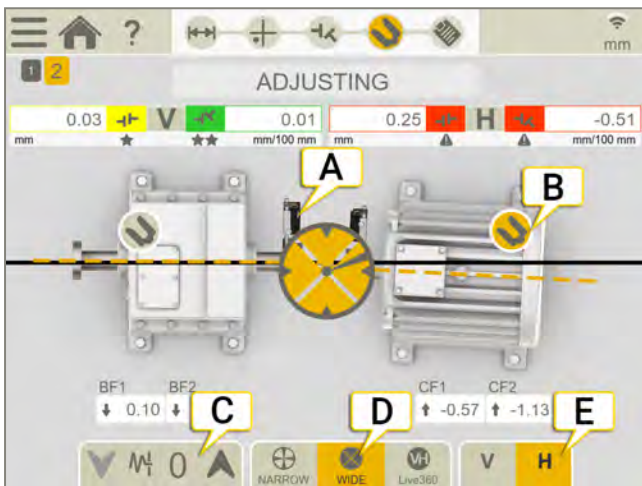 ?
mm
1 2
ADJUSTING
0.03 V 0.01 0.25 H -0.51
mm mm/100 mm mm mm/100 mm
A
B
BF1 BF2 CF1 CF2
0.10 -0.57 -1.13
C D E
0 V H
NARROW WIDE Live360
VH